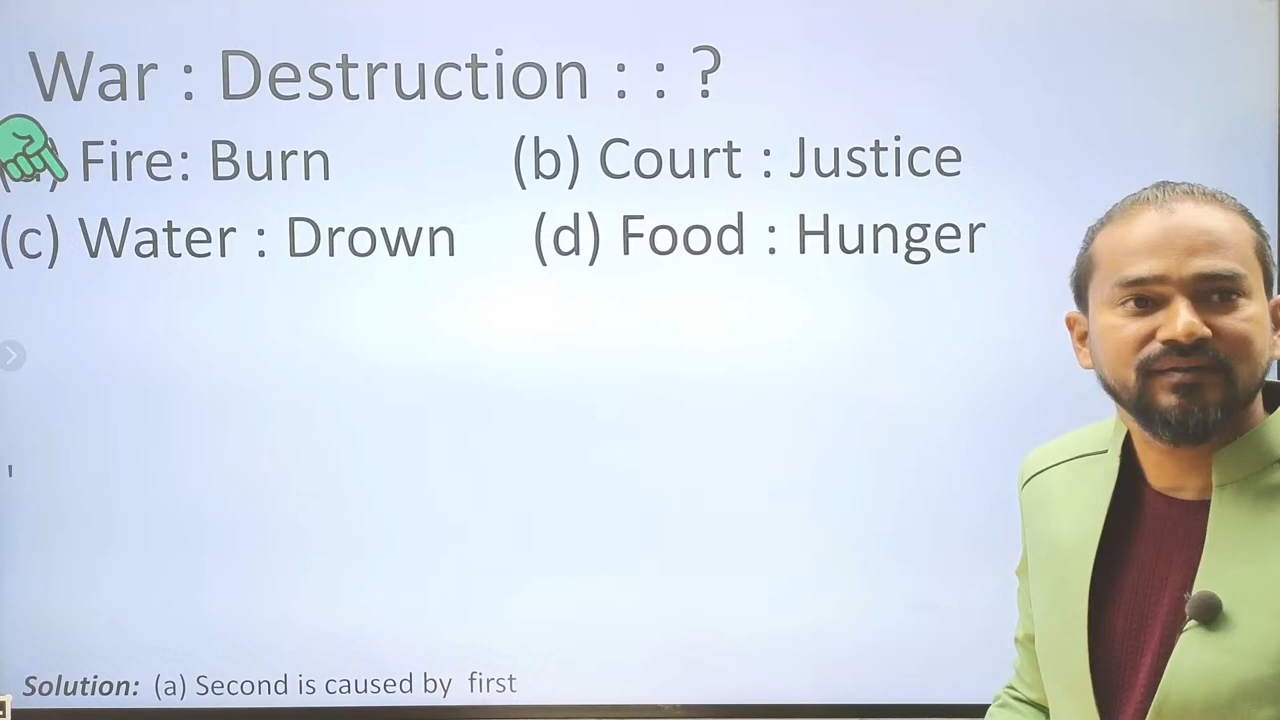 War : Destruction : : ?
Fire: Burn (b) Court : Justice
(c) Water : Drown (d) Food : Hunger
Solution: (a) Second is caused by first